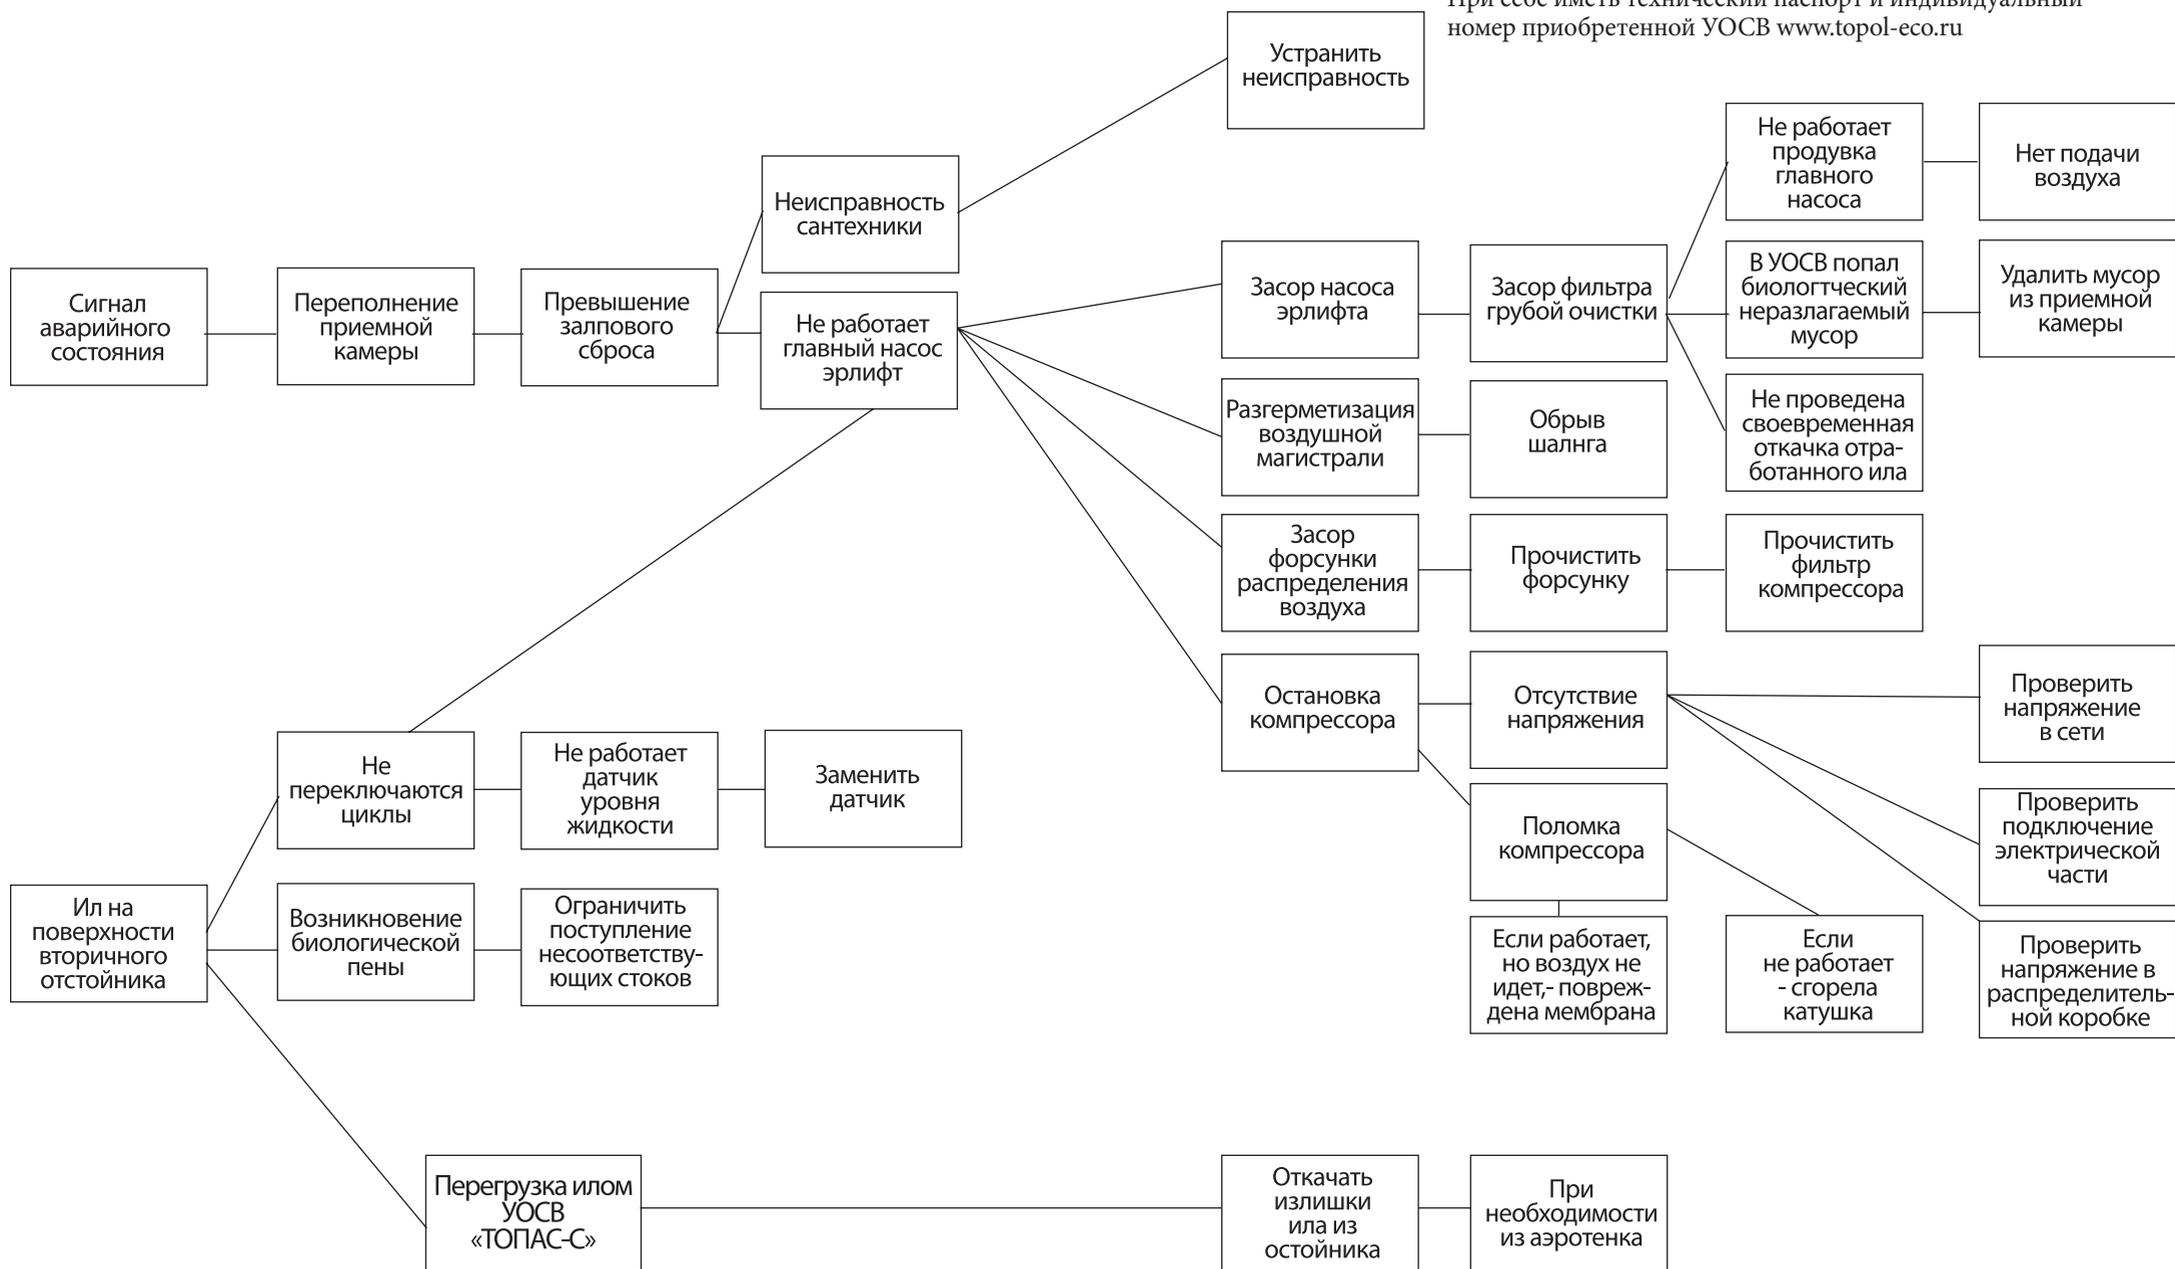 При себе иметь технический паспорт и индивидуальный
номер приобретенной УОСВ www.topol-eco.ru
Устранить
неисправность
Не работает
продувка
главного
насоса
Нет подачи
воздуха
Неисправность
сантехники
Сигнал
аварийного
состояния
Переполнение
приемной
камеры
Превышение
залпового
сброса
Не работает
главный насос
эрлифт
Засор насоса
эрлифта
Засор фильтра
грубой очистки
В УОСВ попал
биологтческий
неразлагаемый
мусор
Удалить мусор
из приемной
камеры
Разгерметизация
воздушной
магистрали
Обрыв
шалнга
Не проведена
своевременная
откачка отра-
ботанного ила
Засор
форсунки
распределения
воздуха
Прочистить
форсунку
Прочистить
фильтр
компрессора
Остановка
компрессора
Отсутствие
напряжения
Проверить
напряжение
в сети
Не
переключаются
циклы
Не работает
датчик
уровня
жидкости
Заменить
датчик
Поломка
компрессора
Проверить
подключение
электрической
части
Ил на
поверхности
вторичного
отстойника
Возникновение
биологической
пены
Ограничить
поступление
несоответству-
ющих стоков
Если работает,
но воздух не
идет,- повреж-
дена мембрана
Если
не работает
- сгорела
катушка
Проверить
напряжение в
распределитель-
ной коробке
Перегрузка илом
УОСВ
«ТОПАС-С»
Откачать
излишки
ила из
остойника
При
необходимости
из аэротенка